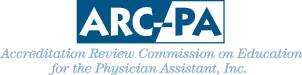 ARC-PA
Accreditation Review Commission on Education
for the Physician Assistant, Inc.